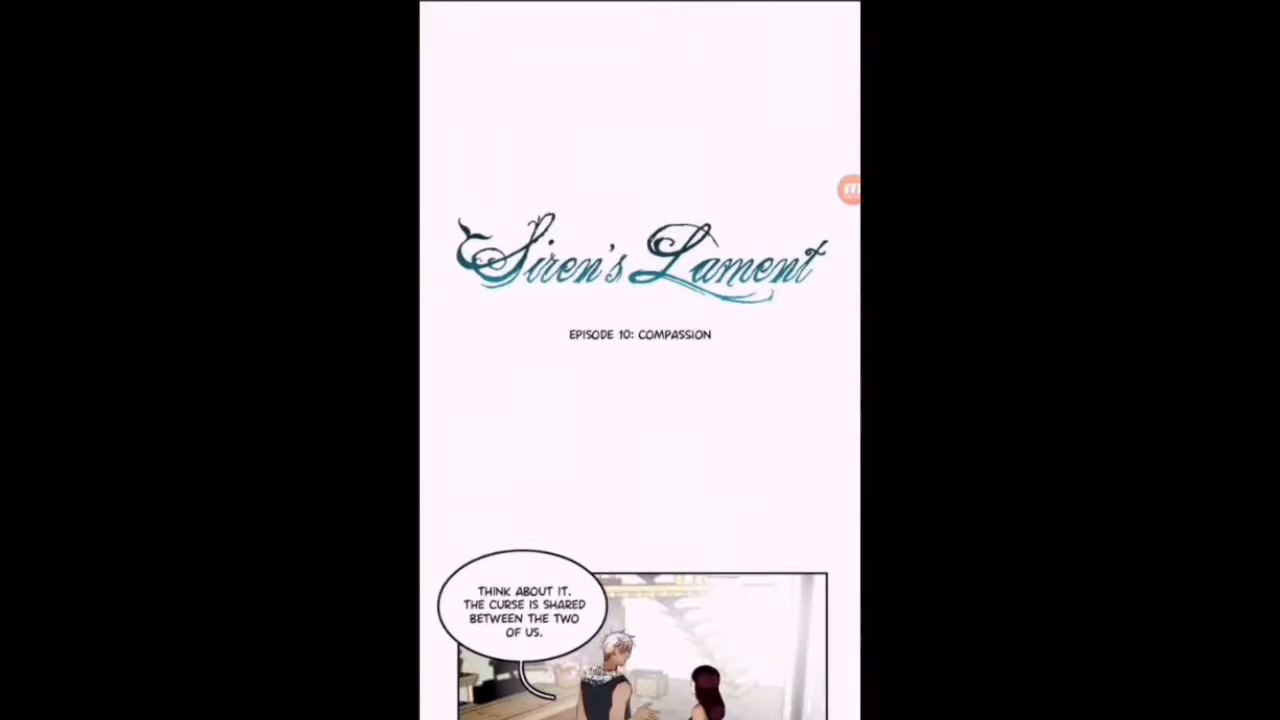 Siren's Lament
EPISODE 10: COMPASSION
THINK ABOUT IT.
THE CURSE IS SHARED
BETWEEN THE TWO
OF US.